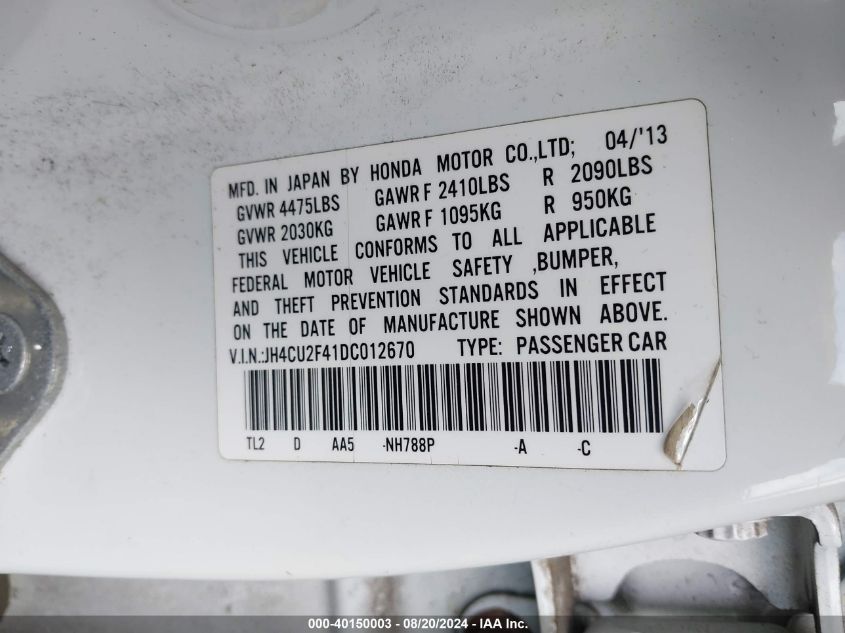 MFD. IN JAPAN BY HONDA MOTOR CO.,LTD; 04/'13
GVWR 4475LBS GAWR F 2410LBS R 2090LBS
GVWR 2030KG GAWR F 1095KG R 950KG
THIS VEHICLE CONFORMS TO ALL APPLICABLE
FEDERAL MOTOR VEHICLE SAFETY ,BUMPER,
AND THEFT PREVENTION STANDARDS IN EFFECT
ON THE DATE OF MANUFACTURE SHOWN ABOVE.
V.I.N.:JH4CU2F41DC012670 TYPE: PASSENGER CAR
TL2 D AA5 -NH788P -A -C
000-40150003 - 08/20/2024 - IAA Inc.